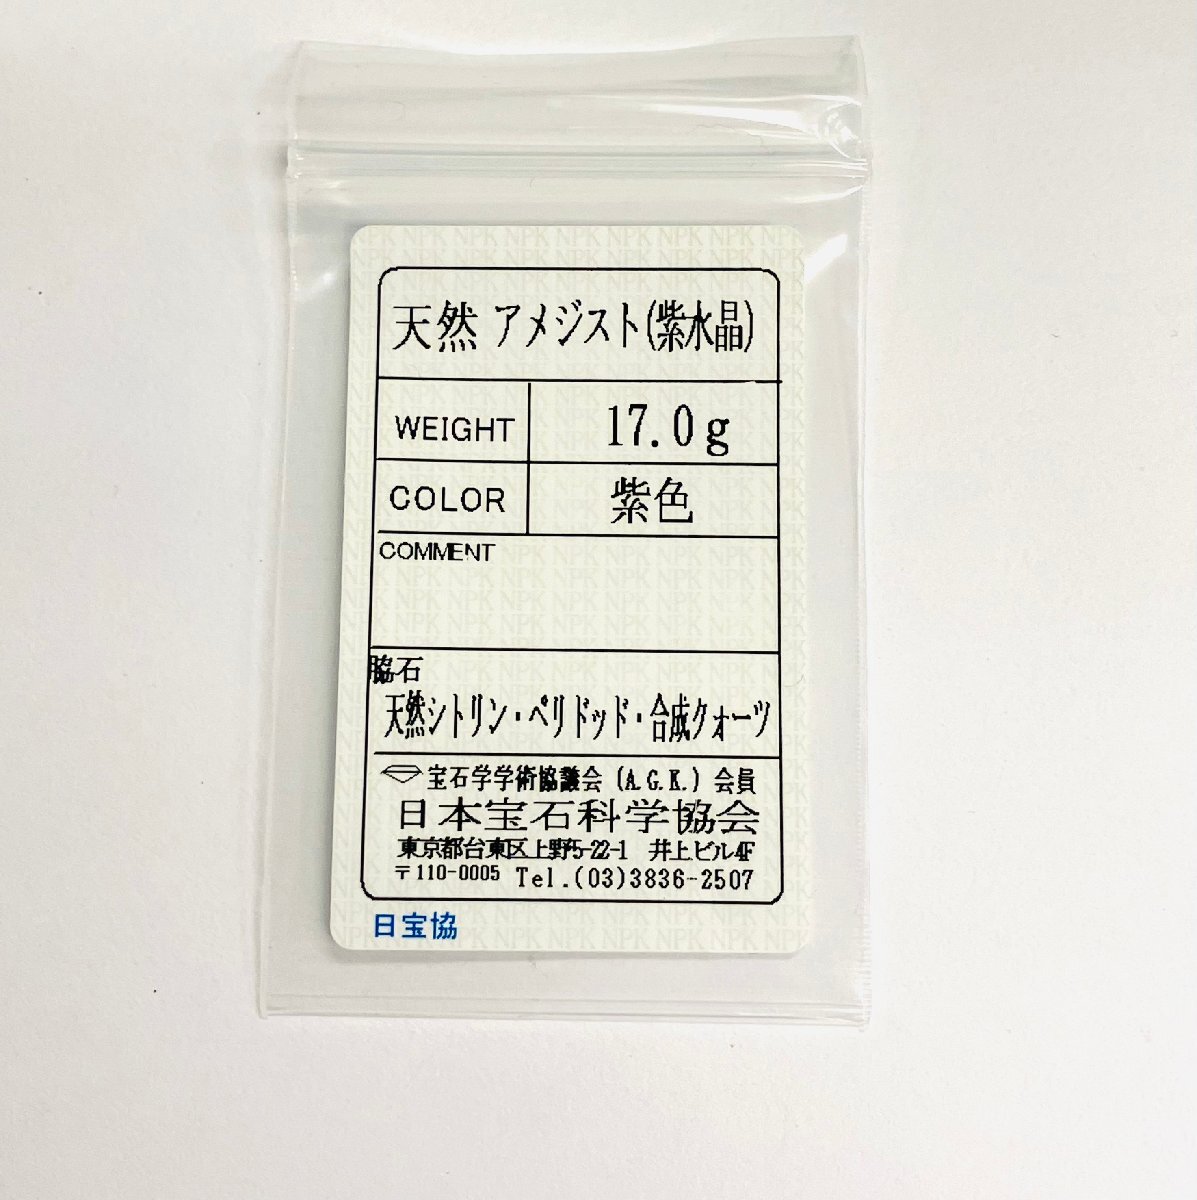 天然 アメジスト(紫水晶)
WEIGHT 17.0g
COLOR 紫色
COMMENT
脇石
天然シトリン・ペリドッド・合成クォーツ
宝石学学術協議会 (A.G.K.) 会員
日本宝石科学協会
東京都台東区上野5-22-1 井上ビル4F
〒110-0005 Tel.(03)3836-2507
日宝協